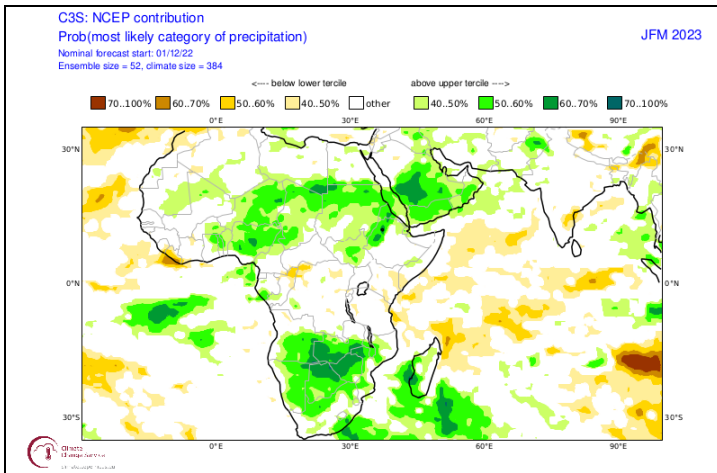 C3S: NCEP contribution
Prob(most likely category of precipitation)
JFM 2023
Nominal forecast start: 01/12/22
Ensemble size = 52, climate size = 384
<---- below lower tercile
above upper tercile ---->
70..100% 60..70% 50..60% 40..50% other 40..50% 50..60% 60..70% 70..100%
0°E 30°E 60°E 90°E
30°N 30°N
0°N 0°N
30°S 30°S
0°E 30°E 60°E 90°E
Climate
Change Service